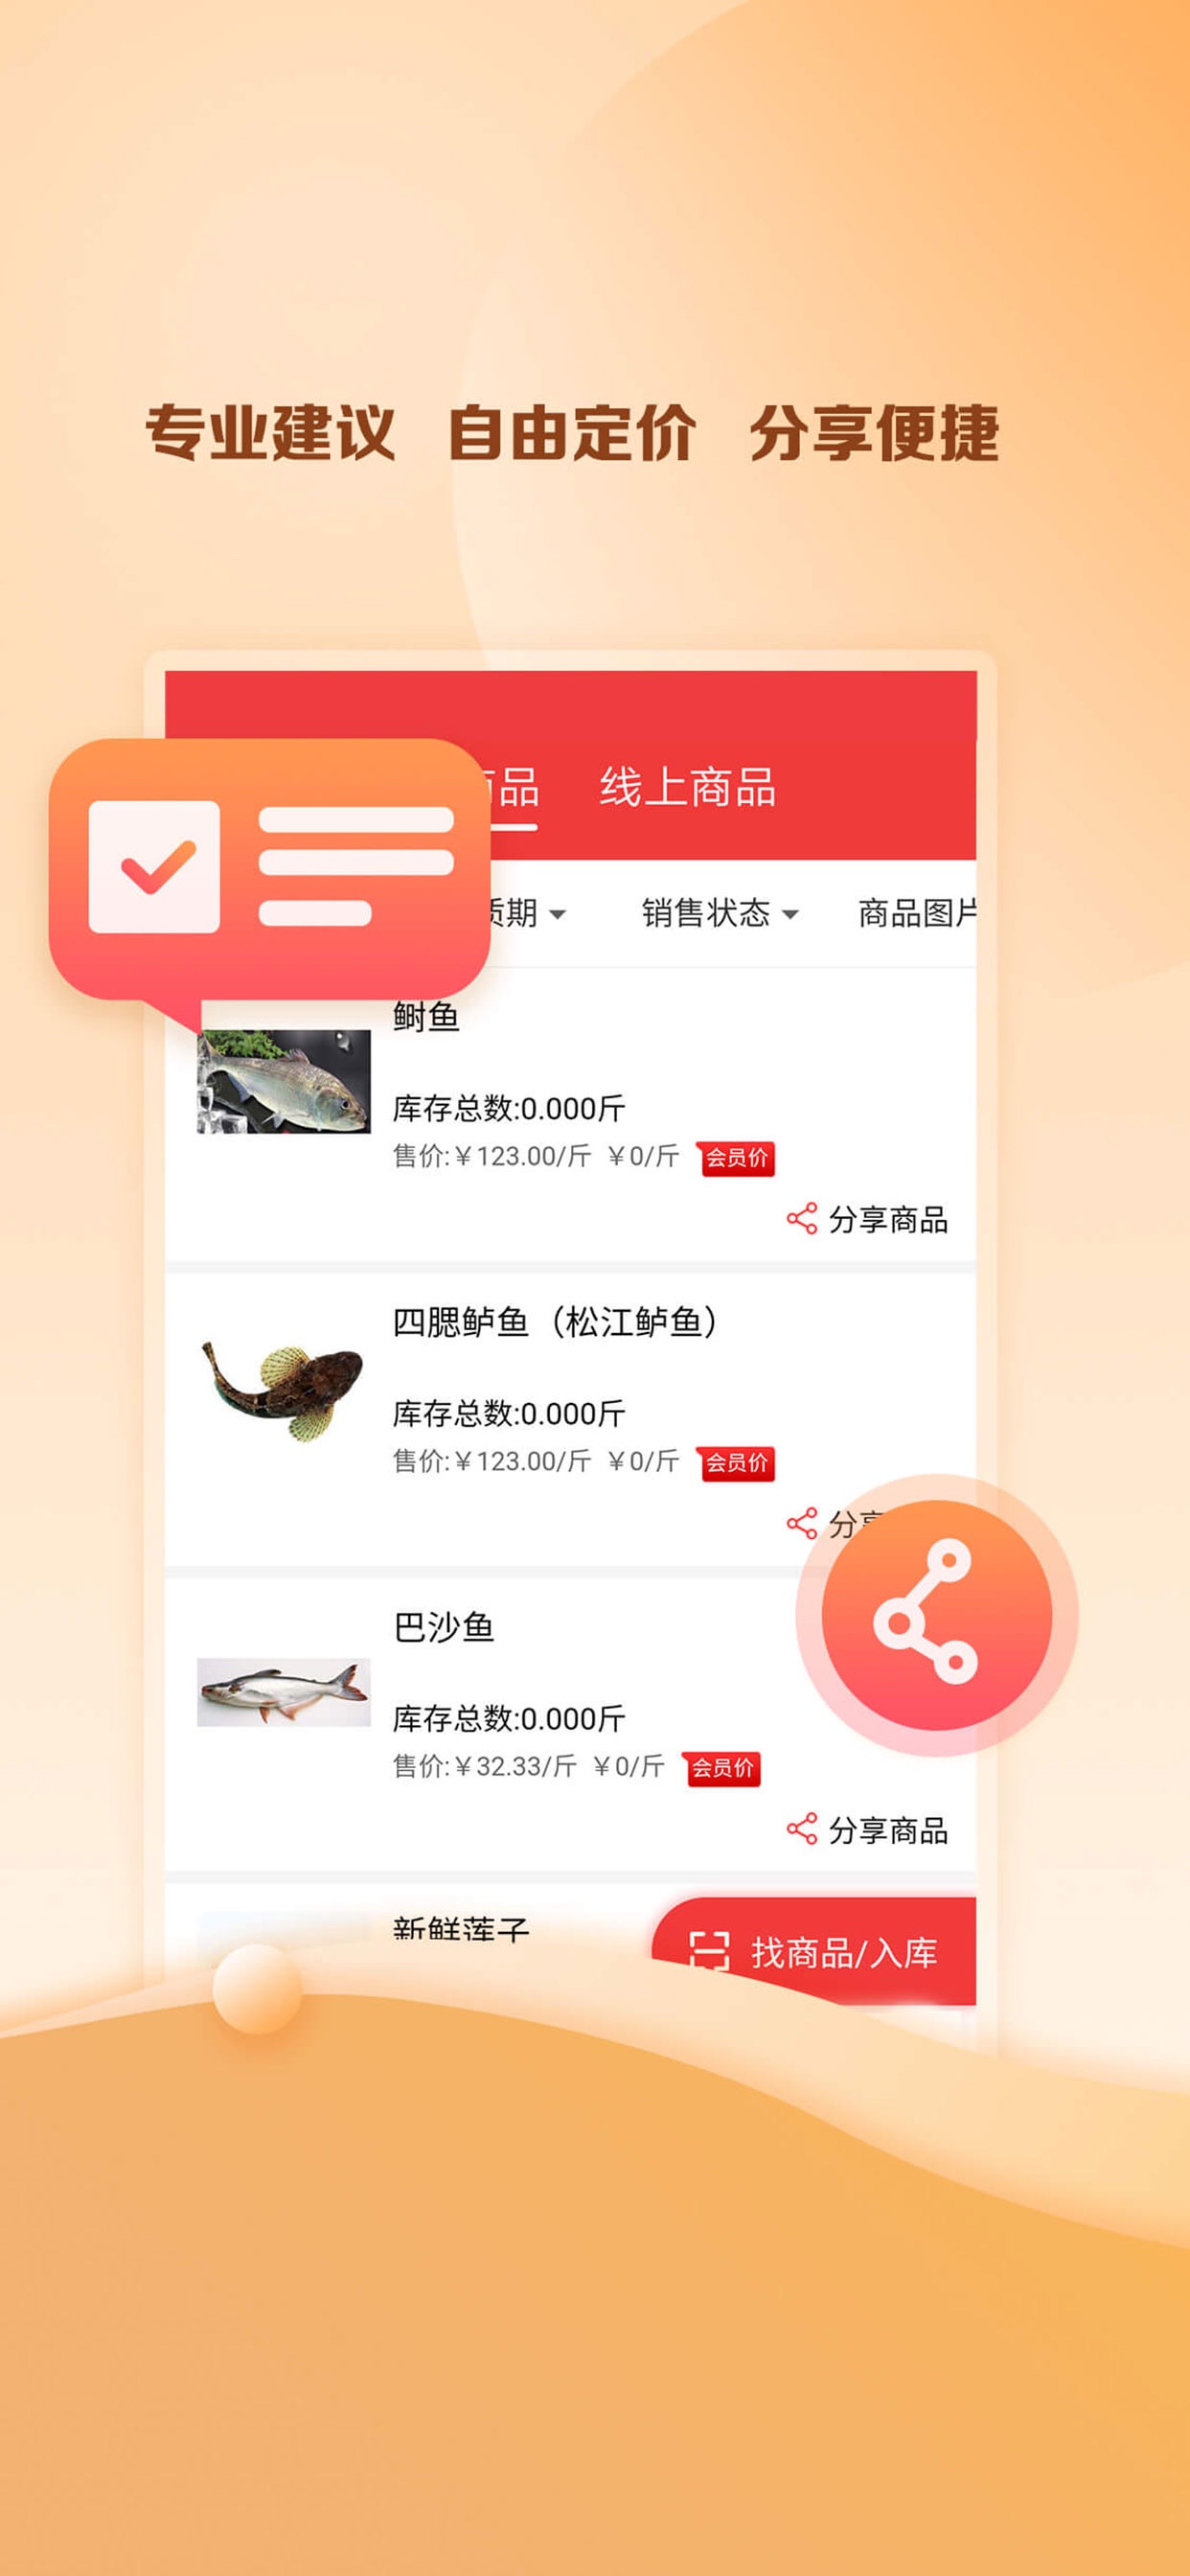 专业建议 自由定价 分享便捷
商品 线上商品
质期 销售状态 商品图片
鲥鱼
库存总数:0.000斤
售价:￥123.00/斤 ￥0/斤 会员价
分享商品
四腮鲈鱼（松江鲈鱼）
库存总数:0.000斤
售价:￥123.00/斤 ￥0/斤 会员价
分享
巴沙鱼
库存总数:0.000斤
售价:￥32.33/斤 ￥0/斤 会员价
分享商品
新鲜莲子
找商品/入库